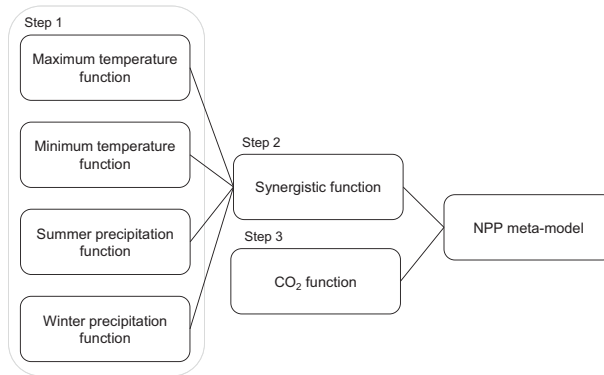 Step 1
Maximum temperature
function
Minimum temperature
function
Summer precipitation
function
Winter precipitation
function
Step 2
Synergistic function
Step 3
CO₂ function
NPP meta-model